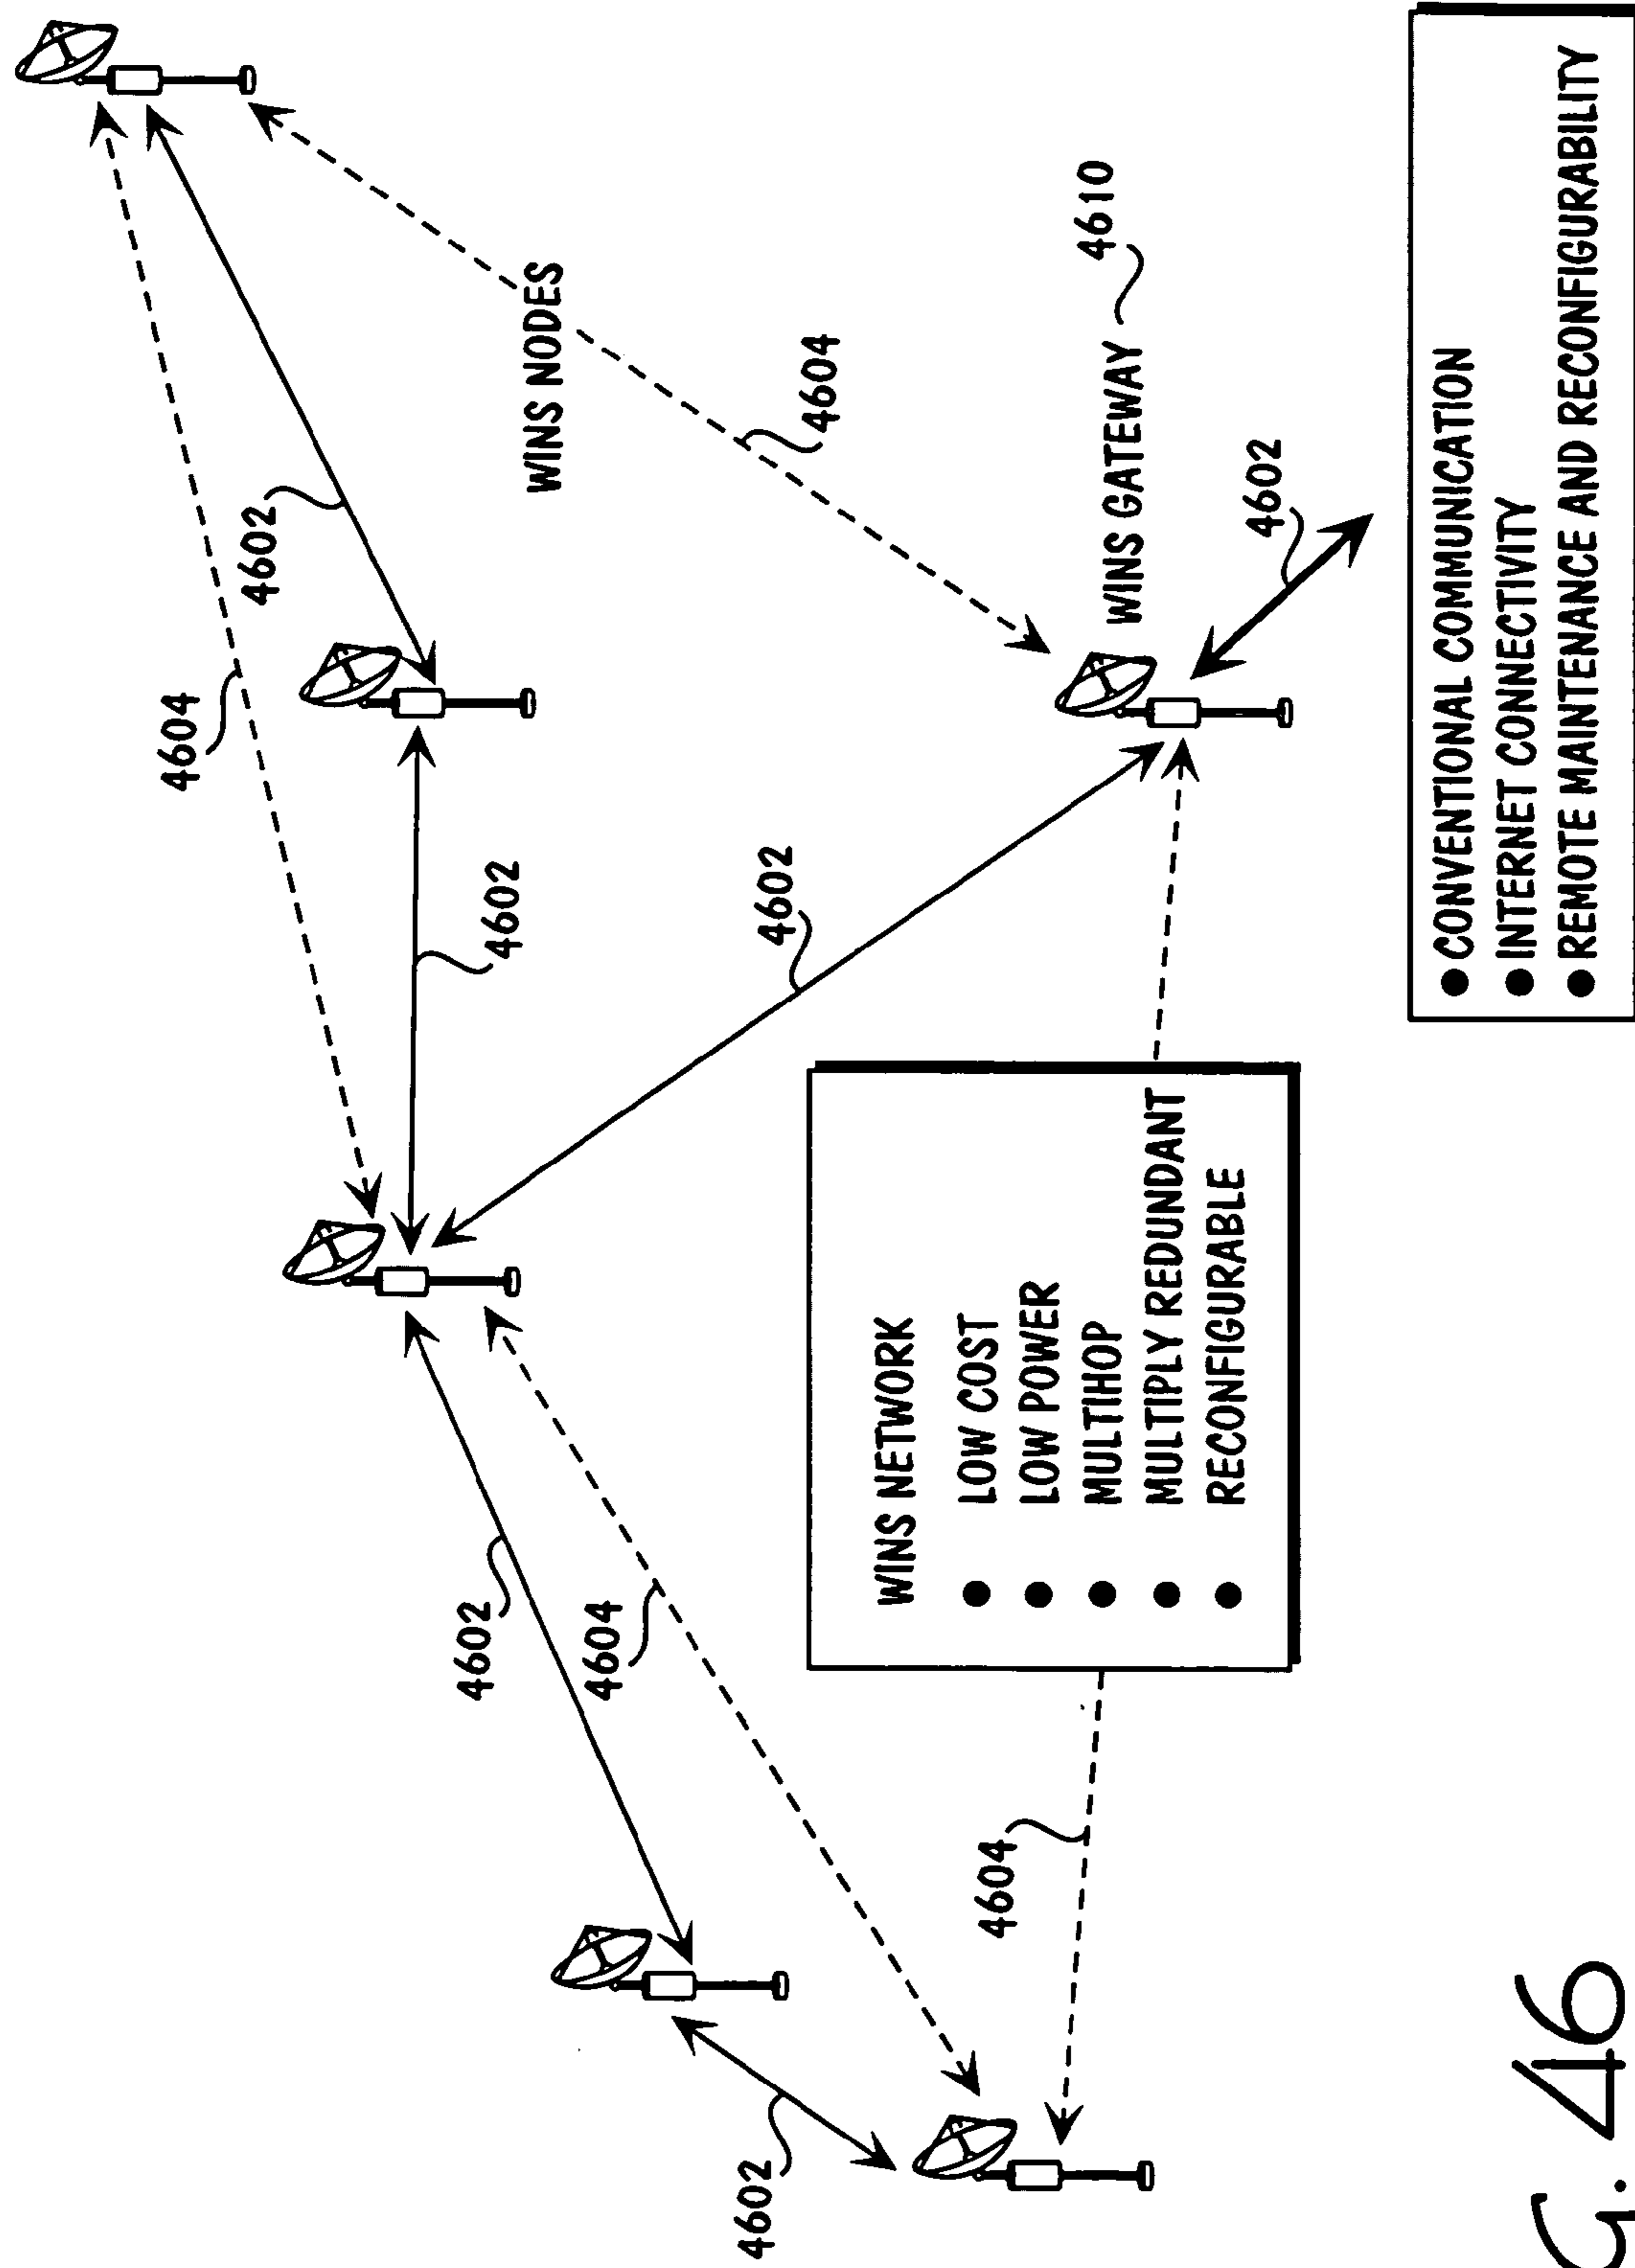 4604
4602
4602
4602
WINS NODES
4604
4602
4602
4604
WINS NETWORK
● LOW COST
● LOW POWER
● MULTIHOP
● MULTIPLY REDUNDANT
● RECONFIGURABLE
4604
WINS GATEWAY 4610
4602
● CONVENTIONAL COMMUNICATION
● INTERNET CONNECTIVITY
● REMOTE MAINTENANCE AND RECONFIGURABILITY
G. 46